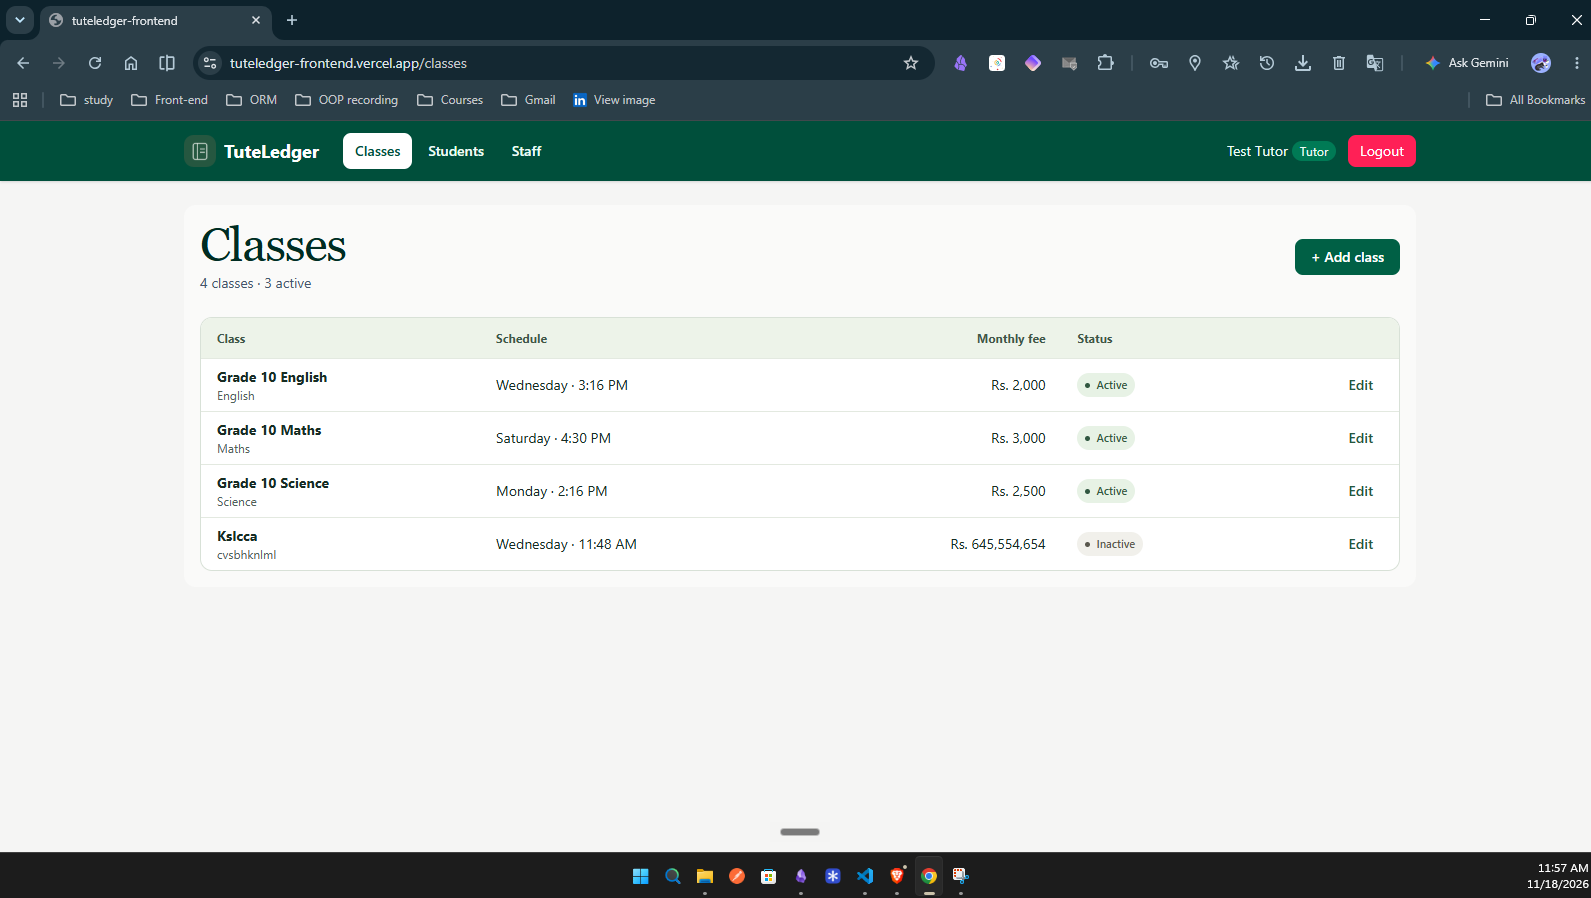 tuteledger-frontend
tuteledger-frontend.vercel.app/classes
Ask Gemini
study
Front-end
ORM
OOP recording
Courses
Gmail
in View image
All Bookmarks
TuteLedger
Classes
Students
Staff
Test Tutor
Tutor
Logout
Classes
4 classes · 3 active
+ Add class
Class Schedule Monthly fee Status
Grade 10 English
English
Wednesday · 3:16 PM
Rs. 2,000
Active
Edit
Grade 10 Maths
Maths
Saturday · 4:30 PM
Rs. 3,000
Active
Edit
Grade 10 Science
Science
Monday · 2:16 PM
Rs. 2,500
Active
Edit
Kslcca
cvsbhknlml
Wednesday · 11:48 AM
Rs. 645,554,654
Inactive
Edit
11:57 AM
11/18/2026